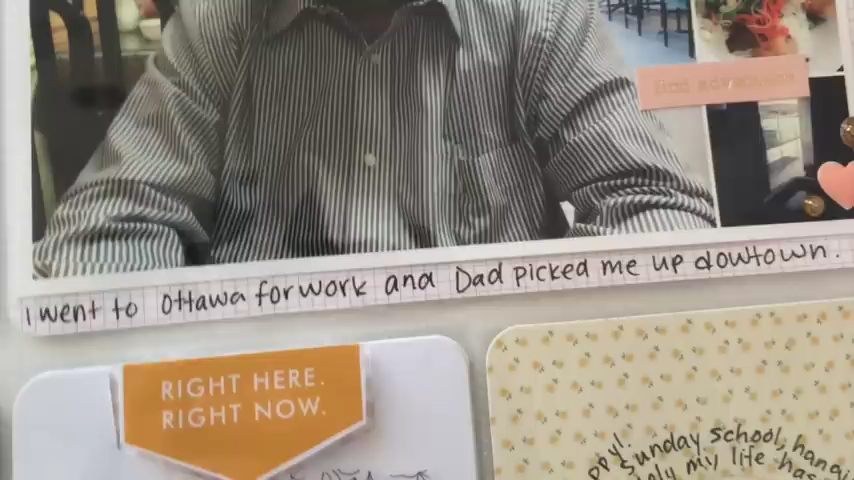 find adventure
I went to Ottawa for work and Dad picked me up dowtown.
RIGHT HERE.
RIGHT NOW.
Sunday school,
my life has